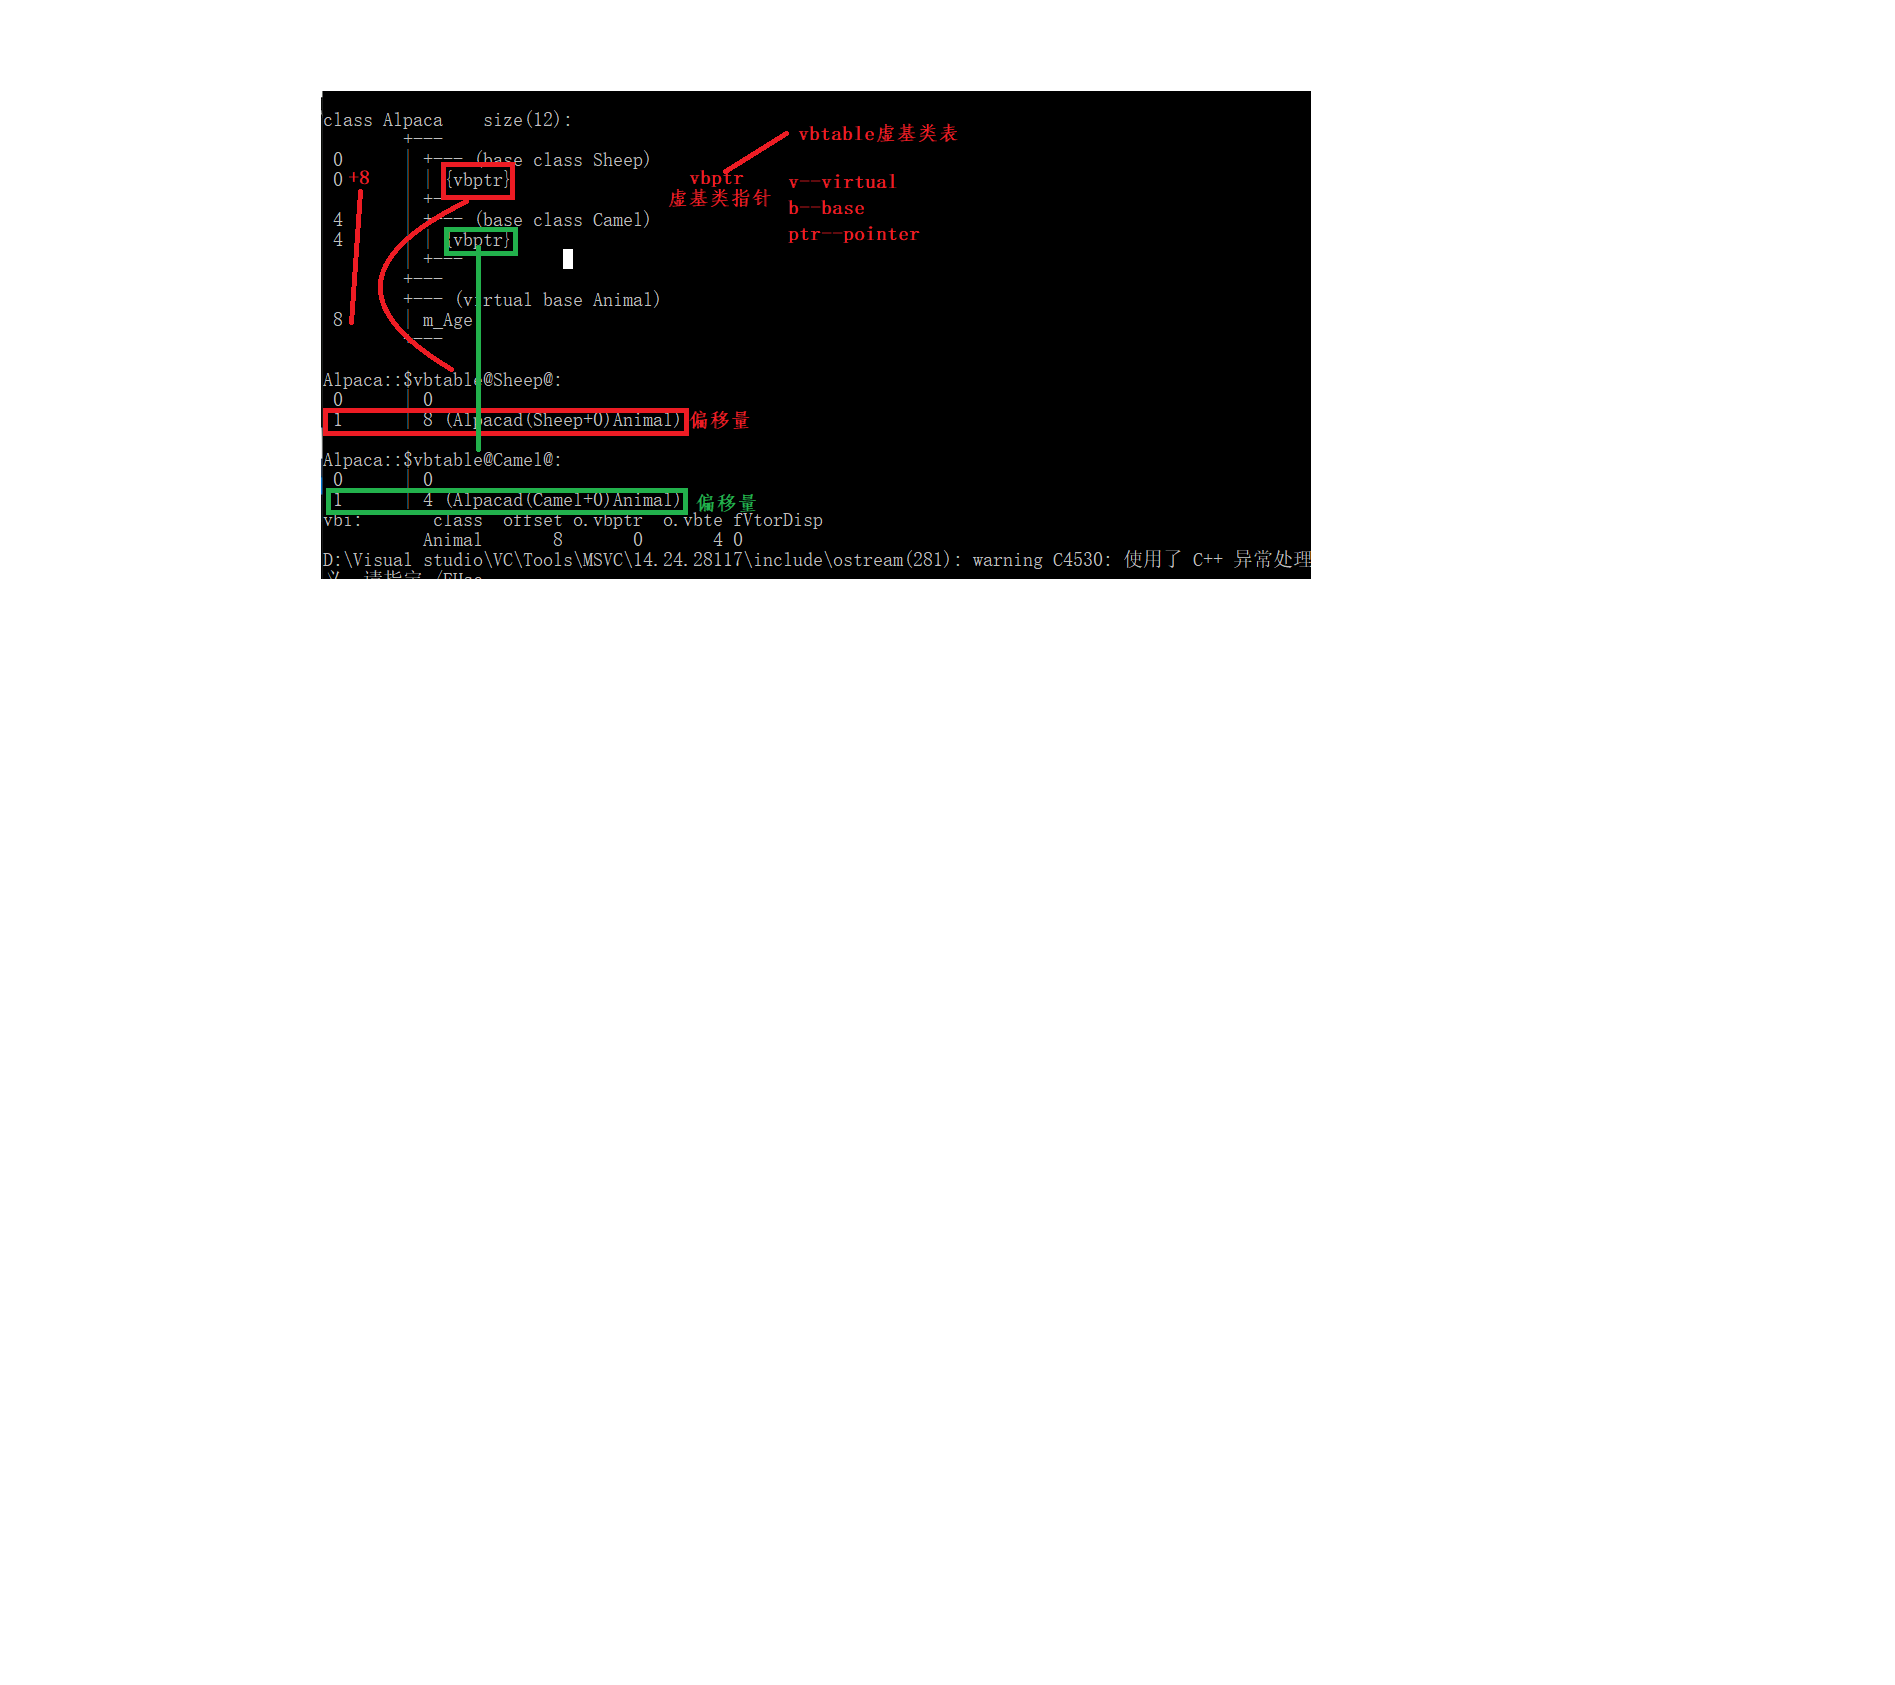 class Alpaca    size(12):
        +---
 0      | +--- (base class Sheep)
 0 +8   | | {vbptr}
        | +-
 4      | +--- (base class Camel)
 4      | | {vbptr}
        | +---
        +---
        +--- (virtual base Animal)
 8      | m_Age
        +---
vbtable虚基类表
vbptr
虚基类指针
v--virtual
b--base
ptr--pointer
Alpaca::$vbtable@Sheep@:
 0      | 0
 1      | 8 (Alpacad(Sheep+0)Animal) 偏移量
Alpaca::$vbtable@Camel@:
 0      | 0
 1      | 4 (Alpacad(Camel+0)Animal) 偏移量
vbi:       class  offset o.vbptr  o.vbte fVtorDisp
          Animal       8       0       4 0
D:\Visual studio\VC\Tools\MSVC\14.24.28117\include\ostream(281): warning C4530: 使用了 C++ 异常处理
义。请指定 /EHsc